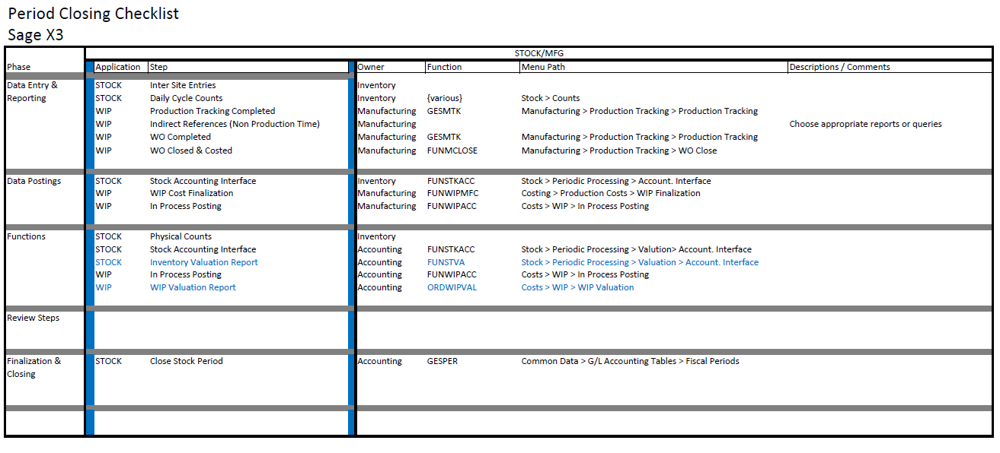 Period Closing Checklist
Sage X3
STOCK/MFG
Phase Application Step Owner Function Menu Path Descriptions / Comments
Data Entry & STOCK Inter Site Entries Inventory
Reporting STOCK Daily Cycle Counts Inventory {various} Stock > Counts
WIP Production Tracking Completed Manufacturing GESMTK Manufacturing > Production Tracking > Production Tracking
WIP Indirect References (Non Production Time) Manufacturing Choose appropriate reports or queries
WIP WO Completed Manufacturing GESMTK Manufacturing > Production Tracking > Production Tracking
WIP WO Closed & Costed Manufacturing FUNMCLOSE Manufacturing > Production Tracking > WO Close
Data Postings STOCK Stock Accounting Interface Inventory FUNSTKACC Stock > Periodic Processing > Account. Interface
WIP WIP Cost Finalization Manufacturing FUNWIPMFC Costing > Production Costs > WIP Finalization
WIP In Process Posting Manufacturing FUNWIPACC Costs > WIP > In Process Posting
Functions STOCK Physical Counts Inventory
STOCK Stock Accounting Interface Accounting FUNSTKACC Stock > Periodic Processing > Valution> Account. Interface
STOCK Inventory Valuation Report Accounting FUNSTVA Stock > Periodic Processing > Valuation > Account. Interface
WIP In Process Posting Accounting FUNWIPACC Costs > WIP > In Process Posting
WIP WIP Valuation Report Accounting ORDWIPVAL Costs > WIP > WIP Valuation
Review Steps
Finalization & STOCK Close Stock Period Accounting GESPER Common Data > G/L Accounting Tables > Fiscal Periods
Closing